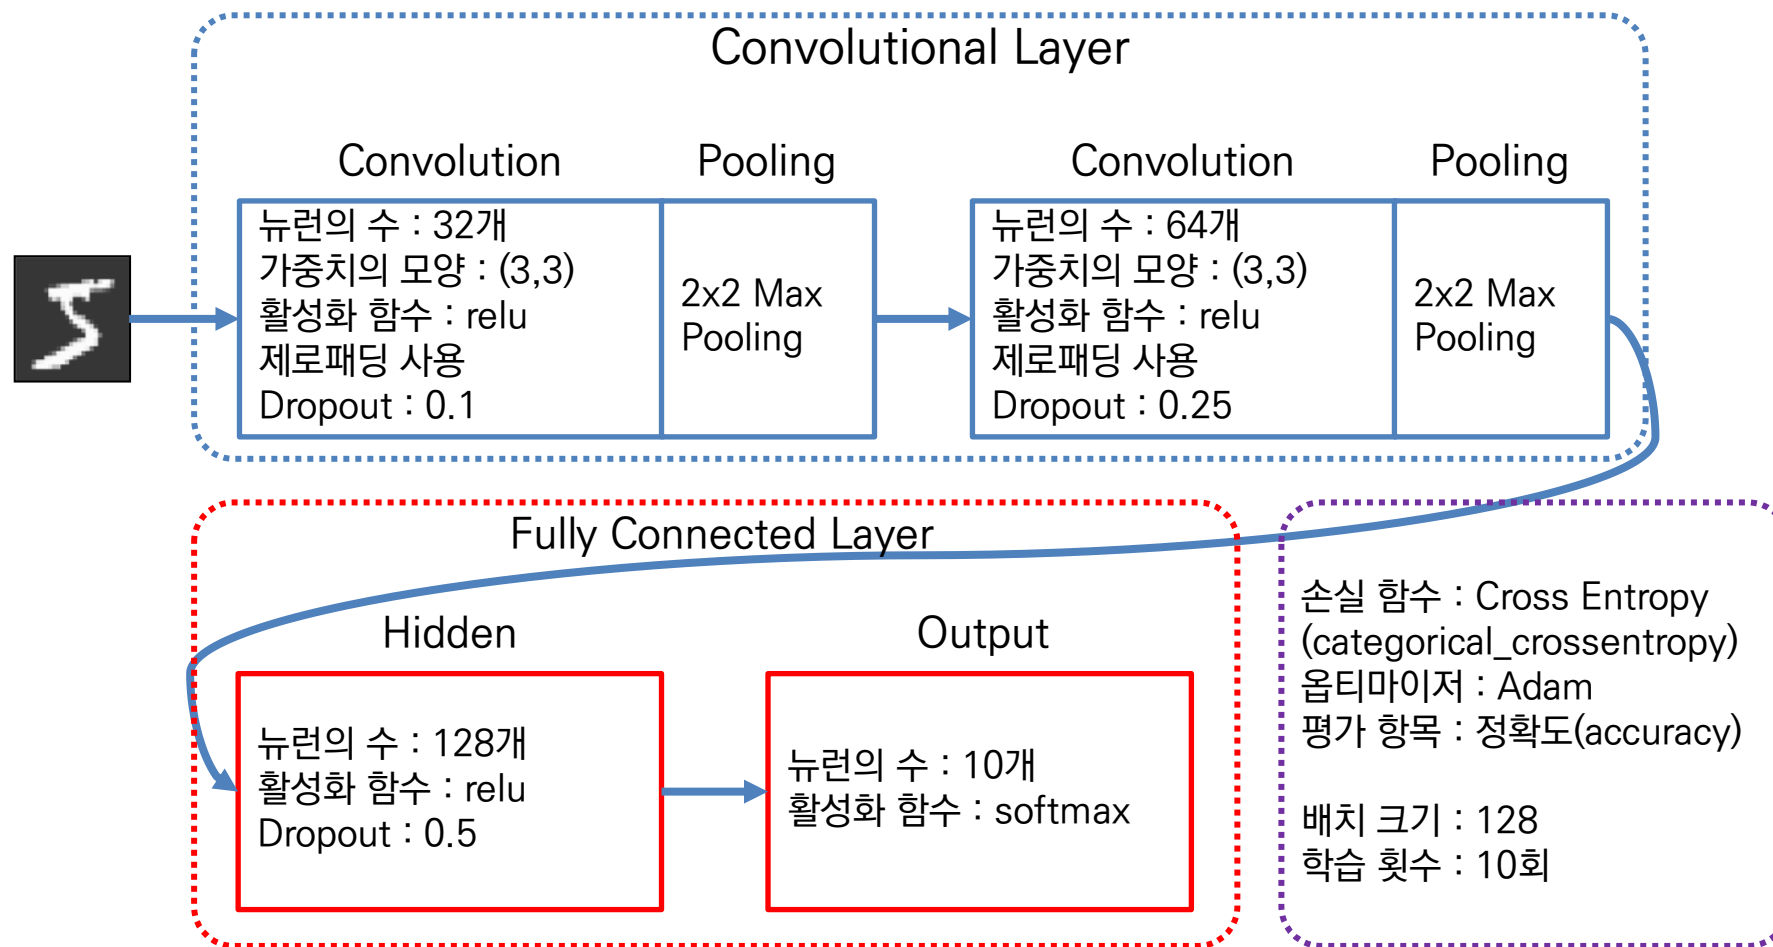 Convolutional Layer
Convolution
Pooling
Convolution
Pooling
뉴런의 수 : 32개
가중치의 모양 : (3,3)
활성화 함수 : relu
제로패딩 사용
Dropout : 0.1
2x2 Max
Pooling
뉴런의 수 : 64개
가중치의 모양 : (3,3)
활성화 함수 : relu
제로패딩 사용
Dropout : 0.25
2x2 Max
Pooling
Fully Connected Layer
Hidden
Output
뉴런의 수 : 128개
활성화 함수 : relu
Dropout : 0.5
뉴런의 수 : 10개
활성화 함수 : softmax
손실 함수 : Cross Entropy
(categorical_crossentropy)
옵티마이저 : Adam
평가 항목 : 정확도(accuracy)
배치 크기 : 128
학습 횟수 : 10회